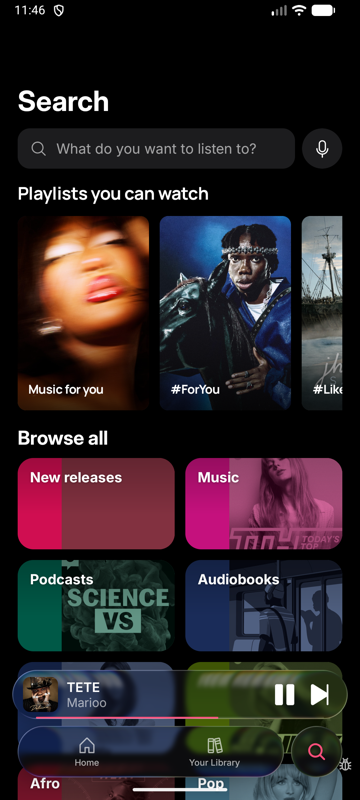 11:46
Search
What do you want to listen to?
Playlists you can watch
Music for you
#ForYou
#Like
Browse all
New releases
Music
TODAY'S
TOP
Podcasts
SCIENCE
VS
Audiobooks
TETE
Marioo
Home
Your Library
Afro
Pop